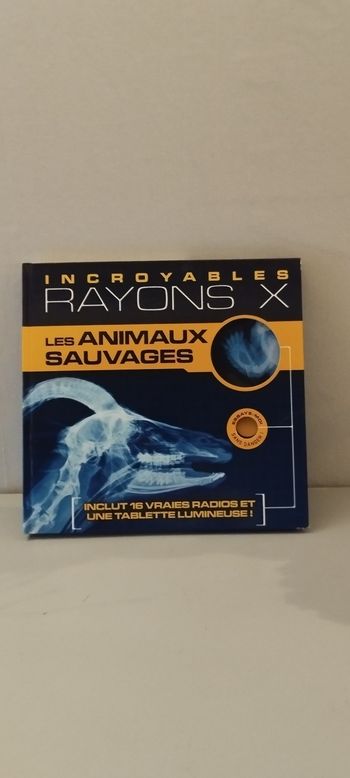 INCROYABLES
RAYONS X
LES ANIMAUX
SAUVAGES
ESSAYE-MOI
SANS DANGER !
INCLUT 16 VRAIES RADIOS ET
UNE TABLETTE LUMINEUSE !